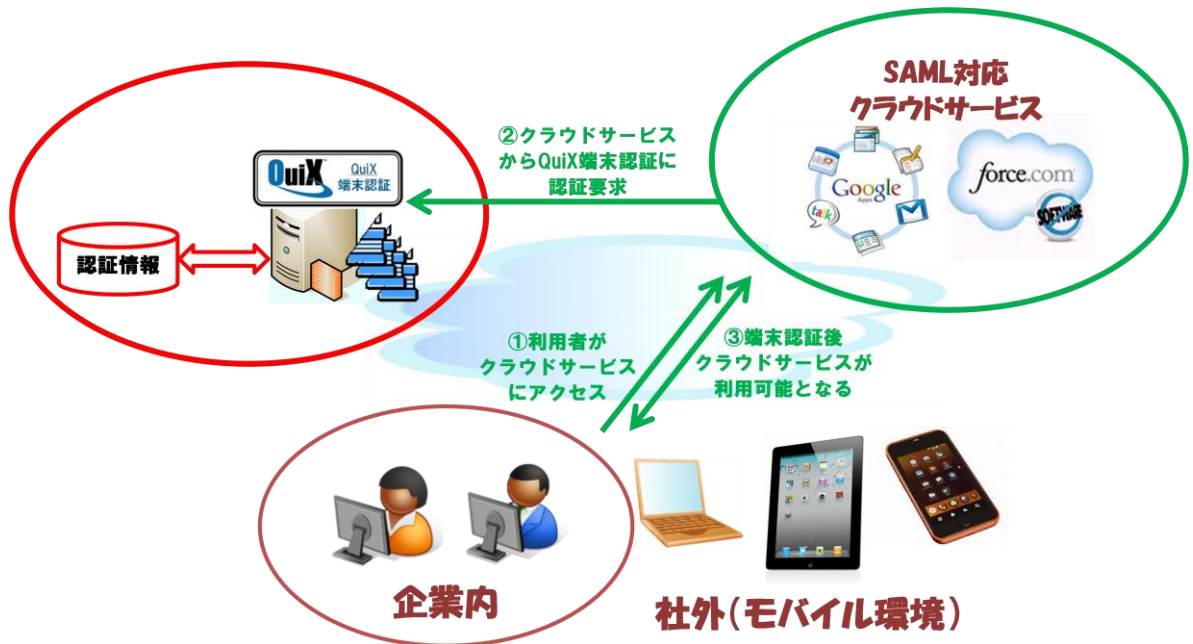 SAML対応
クラウドサービス
Google
Apps
talk
force.com
SOFTWARE
②クラウドサービス
からQuiX端末認証に
認証要求
QuiX
QuiX
端末認証
認証情報
①利用者が
クラウドサービス
にアクセス
③端末認証後
クラウドサービスが
利用可能となる
企業内
社外(モバイル環境)